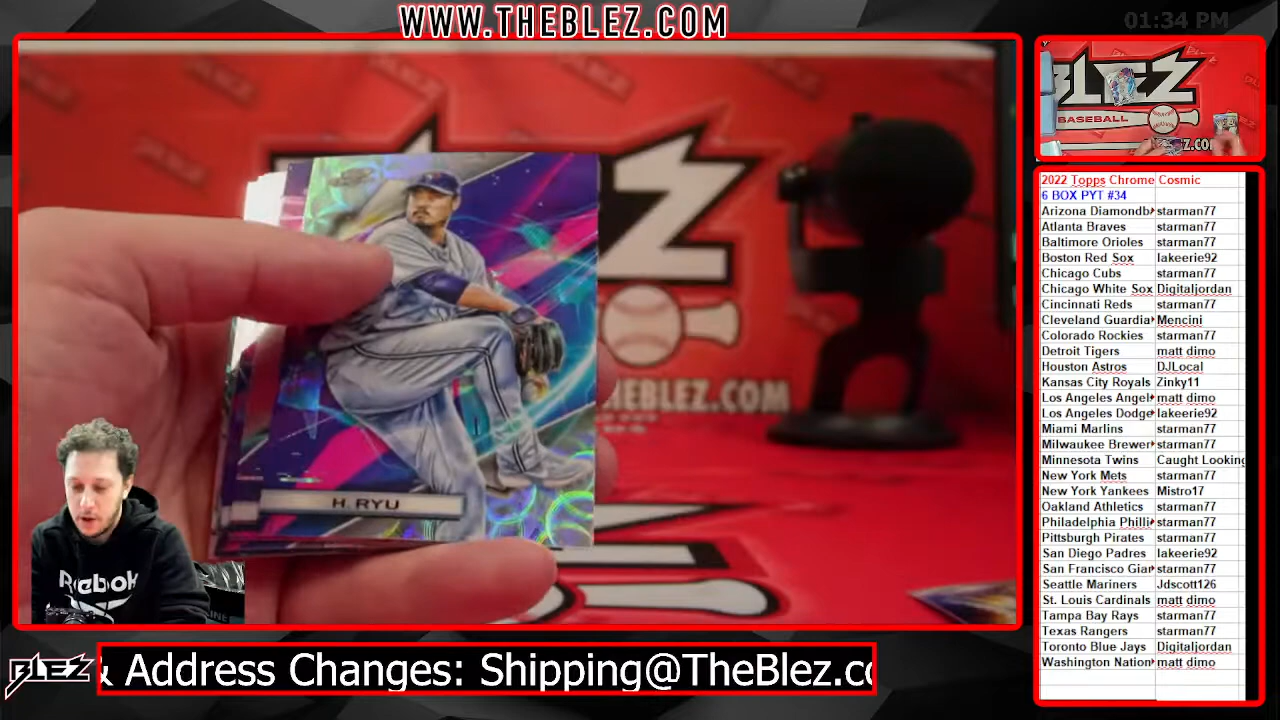 WWW.THEBLEZ.COM
01:34 PM
BLEZ
BASEBALL
Z.COM
HEBLEZ.COM
H. RYU
Reebok
2022 Topps Chrome Cosmic
6 BOX PYT #34
Arizona Diamondb starman77
Atlanta Braves starman77
Baltimore Orioles starman77
Boston Red Sox lakeerie92
Chicago Cubs starman77
Chicago White Sox Digitaljordan
Cincinnati Reds starman77
Cleveland Guardia Mencini
Colorado Rockies starman77
Detroit Tigers matt dimo
Houston Astros DJLocal
Kansas City Royals Zinky11
Los Angeles Angel matt dimo
Los Angeles Dodge lakeerie92
Miami Marlins starman77
Milwaukee Brewer starman77
Minnesota Twins Caught Looking
New York Mets starman77
New York Yankees Mistro17
Oakland Athletics starman77
Philadelphia Philli starman77
Pittsburgh Pirates starman77
San Diego Padres lakeerie92
San Francisco Gian starman77
Seattle Mariners Jdscott126
St. Louis Cardinals matt dimo
Tampa Bay Rays starman77
Texas Rangers starman77
Toronto Blue Jays Digitaljordan
Washington Nation matt dimo
BLEZ
& Address Changes: Shipping@TheBlez.co